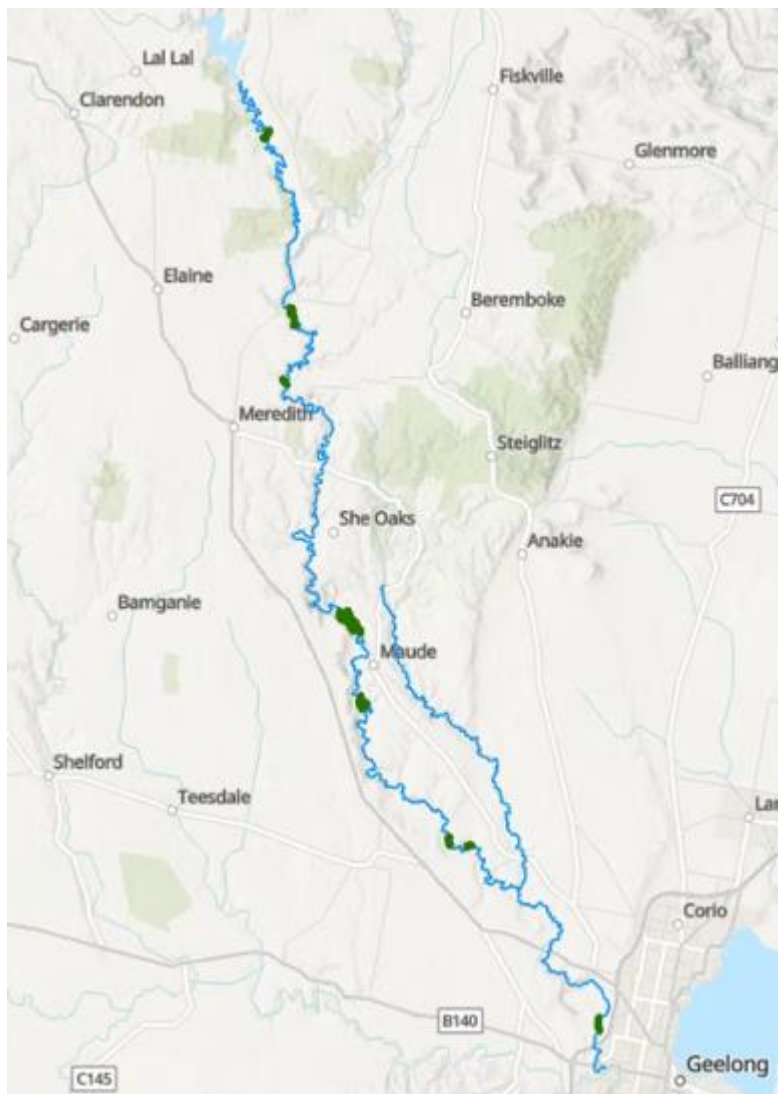 Lal Lal
Fiskville
Clarendon
Glenmore
Elaine
Beremboke
Cargerie
Balliang
Meredith
Steiglitz
C704
She Oaks
Anakie
Bamganie
Maude
Shelford
Teesdale
Lar
Corio
B140
Geelong
C145